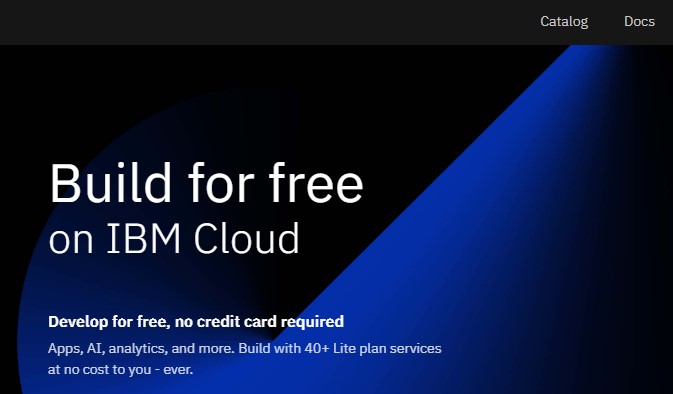 Catalog Docs
Build for free
on IBM Cloud
Develop for free, no credit card required
Apps, AI, analytics, and more. Build with 40+ Lite plan services
at no cost to you - ever.